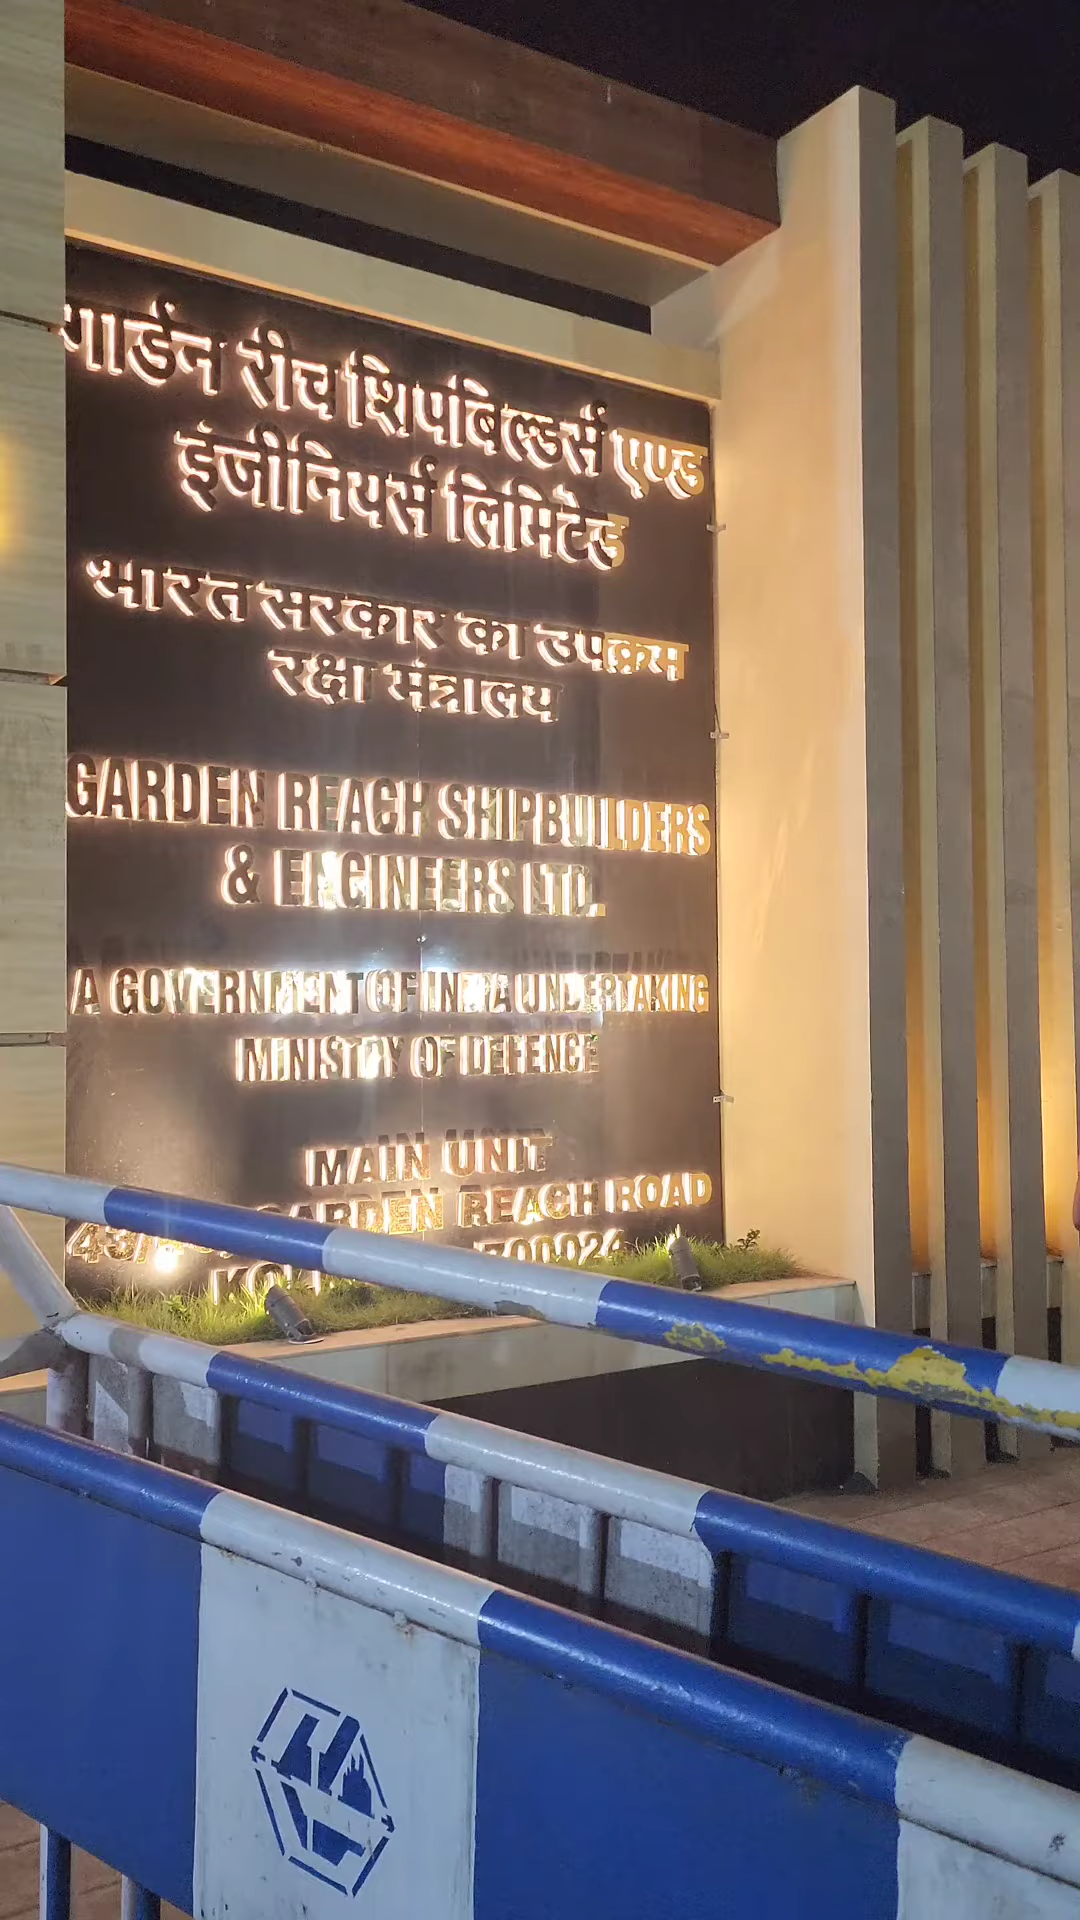 गार्डेन रीच शिपबिल्डर्स एण्ड
इंजीनियर्स लिमिटेड
भारत सरकार का उपक्रम
रक्षा मंत्रालय
GARDEN REACH SHIPBUILDERS
& ENGINEERS LTD.
A GOVERNMENT OF INDIA UNDERTAKING
MINISTRY OF DEFENCE
MAIN UNIT
GARDEN REACH ROAD
700024